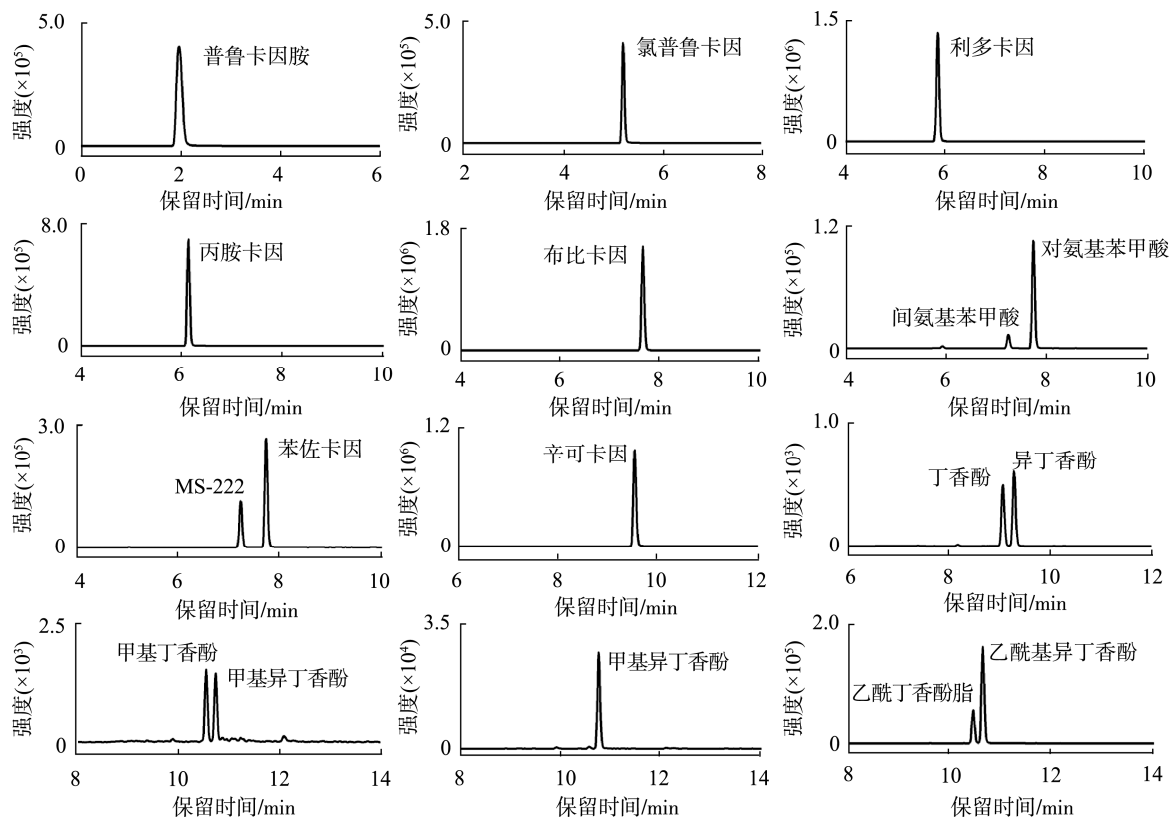 5.0
普鲁卡因胺
强度(×10⁵)
0
0 2 4 6
保留时间/min
5.0
氯普鲁卡因
强度(×10⁵)
0
2 4 6 8
保留时间/min
1.5
利多卡因
强度(×10⁶)
0
4 6 8 10
保留时间/min
8.0
丙胺卡因
强度(×10⁵)
0
4 6 8 10
保留时间/min
1.8
布比卡因
强度(×10⁶)
0
4 6 8 10
保留时间/min
1.2
对氨基苯甲酸
间氨基苯甲酸
强度(×10⁵)
0
4 6 8 10
保留时间/min
3.0
苯佐卡因
MS-222
强度(×10⁵)
0
4 6 8 10
保留时间/min
1.2
辛可卡因
强度(×10⁶)
0
6 8 10 12
保留时间/min
1.0
异丁香酚
丁香酚
强度(×10³)
0
6 8 10 12
保留时间/min
2.5
甲基丁香酚
甲基异丁香酚
强度(×10³)
0
8 10 12 14
保留时间/min
3.5
甲基异丁香酚
强度(×10⁴)
0
8 10 12 14
保留时间/min
2.0
乙酰基异丁香酚
乙酰丁香酚脂
强度(×10⁵)
0
8 10 12 14
保留时间/min